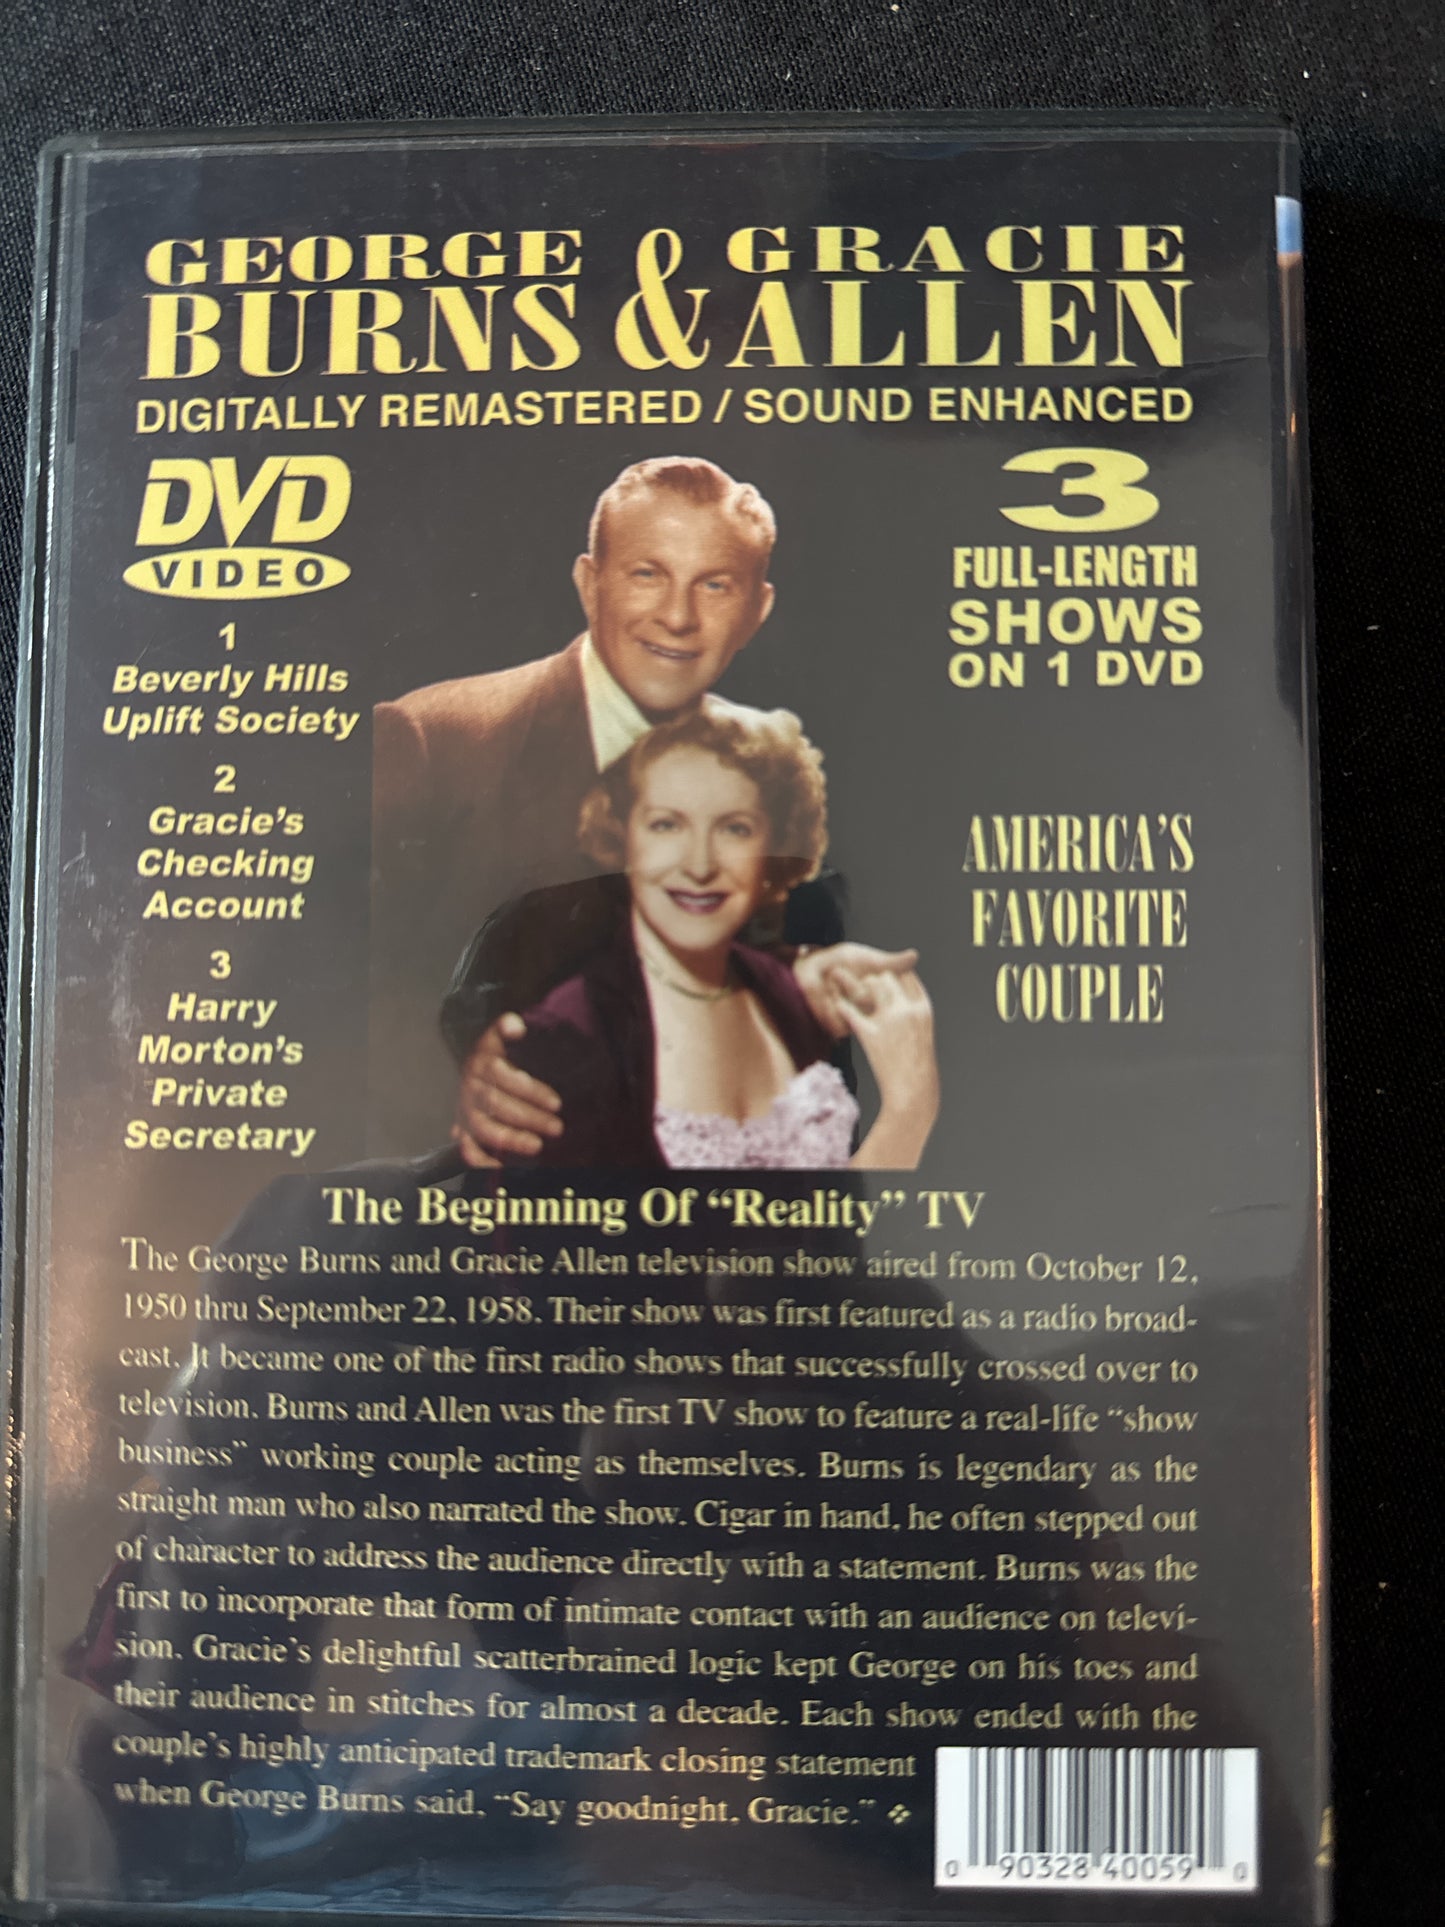 GEORGE & GRACIE
BURNS & ALLEN
DIGITALLY REMASTERED / SOUND ENHANCED
DVD
VIDEO
1
Beverly Hills
Uplift Society
2
Gracie's
Checking
Account
3
Harry
Morton's
Private
Secretary
3
FULL-LENGTH
SHOWS
ON 1 DVD
AMERICA'S
FAVORITE
COUPLE
The Beginning Of “Reality” TV
The George Burns and Gracie Allen television show aired from October 12,
1950 thru September 22, 1958. Their show was first featured as a radio broad-
cast. It became one of the first radio shows that successfully crossed over to
television. Burns and Allen was the first TV show to feature a real-life “show
business” working couple acting as themselves. Burns is legendary as the
straight man who also narrated the show. Cigar in hand, he often stepped out
of character to address the audience directly with a statement. Burns was the
first to incorporate that form of intimate contact with an audience on televi-
sion. Gracie's delightful scatterbrained logic kept George on his toes and
their audience in stitches for almost a decade. Each show ended with the
couple's highly anticipated trademark closing statement
when George Burns said, “Say goodnight, Gracie.”
0 90328 40059 0